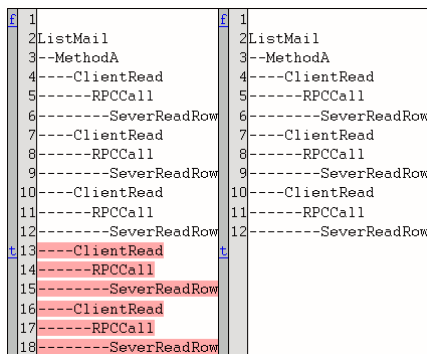 f 1
2 ListMail
3 --MethodA
4 ----ClientRead
5 ------RPCCall
6 --------SeverReadRow
7 ----ClientRead
8 ------RPCCall
9 --------SeverReadRow
10 ----ClientRead
11 ------RPCCall
12 --------SeverReadRow
t 13 ----ClientRead
14 ------RPCCall
15 --------SeverReadRow
16 ----ClientRead
17 ------RPCCall
18 --------SeverReadRow
f 1
2 ListMail
3 --MethodA
4 ----ClientRead
5 ------RPCCall
6 --------SeverReadRow
7 ----ClientRead
8 ------RPCCall
9 --------SeverReadRow
10 ----ClientRead
11 ------RPCCall
12 --------SeverReadRow
t